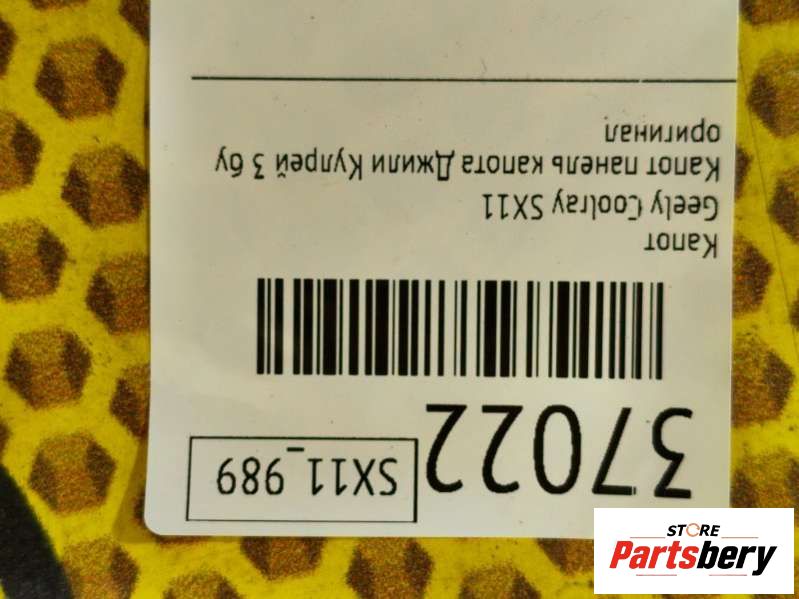 37022
SX11_989
Капот
Geely Coolray SX11
Капот панель капота Джили Кулрей 3 бу
оригинал
STORE
Partsbery